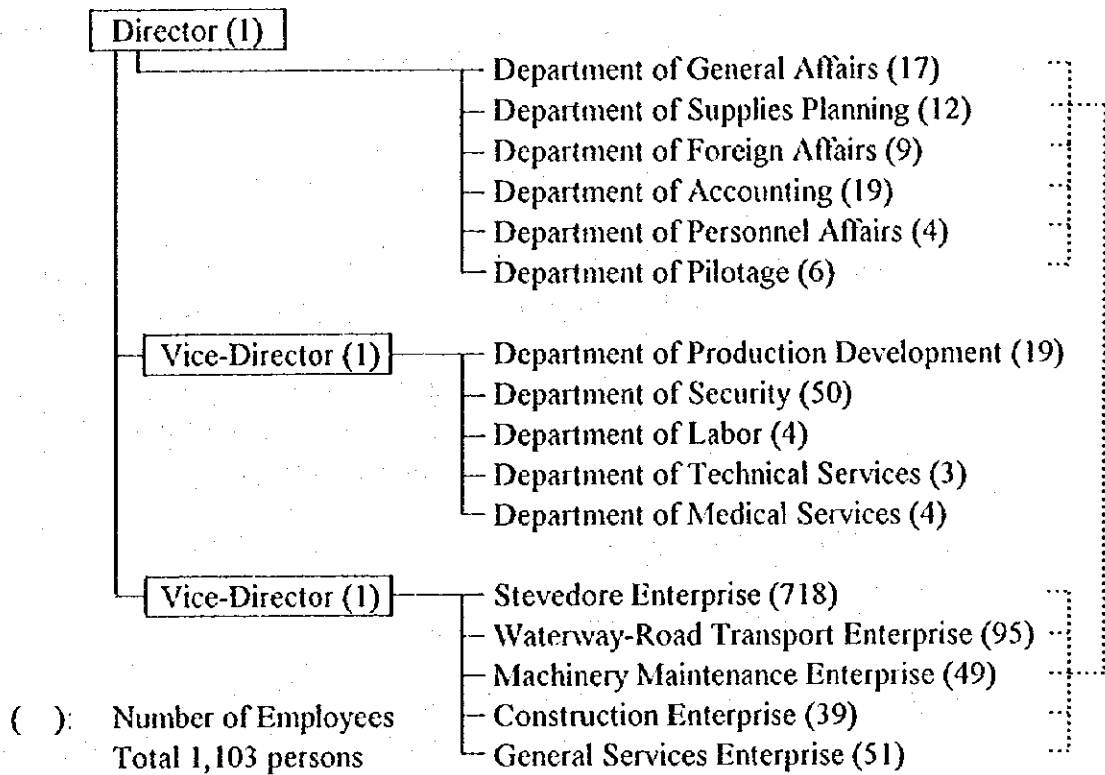 Director (1)
Department of General Affairs (17)
Department of Supplies Planning (12)
Department of Foreign Affairs (9)
Department of Accounting (19)
Department of Personnel Affairs (4)
Department of Pilotage (6)
Vice-Director (1)
Department of Production Development (19)
Department of Security (50)
Department of Labor (4)
Department of Technical Services (3)
Department of Medical Services (4)
Vice-Director (1)
Stevedore Enterprise (718)
Waterway-Road Transport Enterprise (95)
Machinery Maintenance Enterprise (49)
Construction Enterprise (39)
General Services Enterprise (51)
( ): Number of Employees
Total 1,103 persons